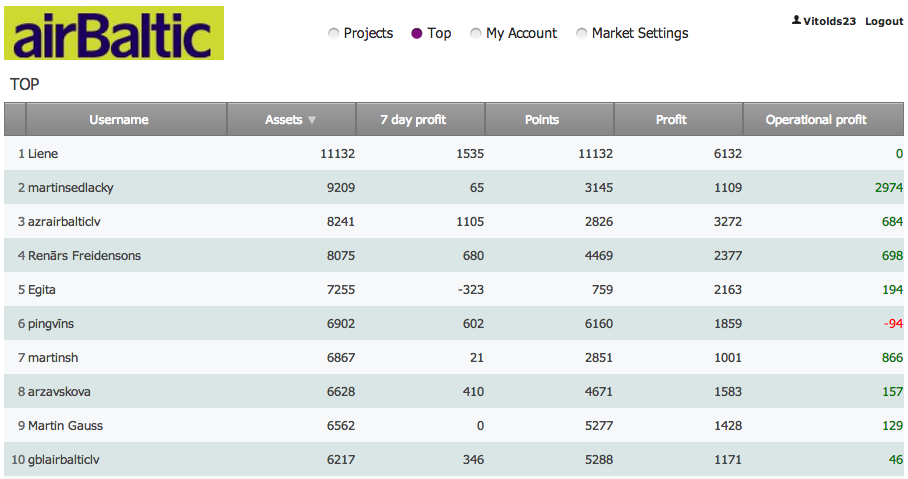 airBaltic
Projects Top My Account Market Settings
Vitolds23 Logout
TOP
Username Assets ▼ 7 day profit Points Profit Operational profit
1 Liene 11132 1535 11132 6132 0
2 martinsedlacky 9209 65 3145 1109 2974
3 azrairbalticlv 8241 1105 2826 3272 684
4 Renārs Freidensons 8075 680 4469 2377 698
5 Egita 7255 -323 759 2163 194
6 pingvīns 6902 602 6160 1859 -94
7 martinsh 6867 21 2851 1001 866
8 arzavskova 6628 410 4671 1583 157
9 Martin Gauss 6562 0 5277 1428 129
10 gblairbalticlv 6217 346 5288 1171 46